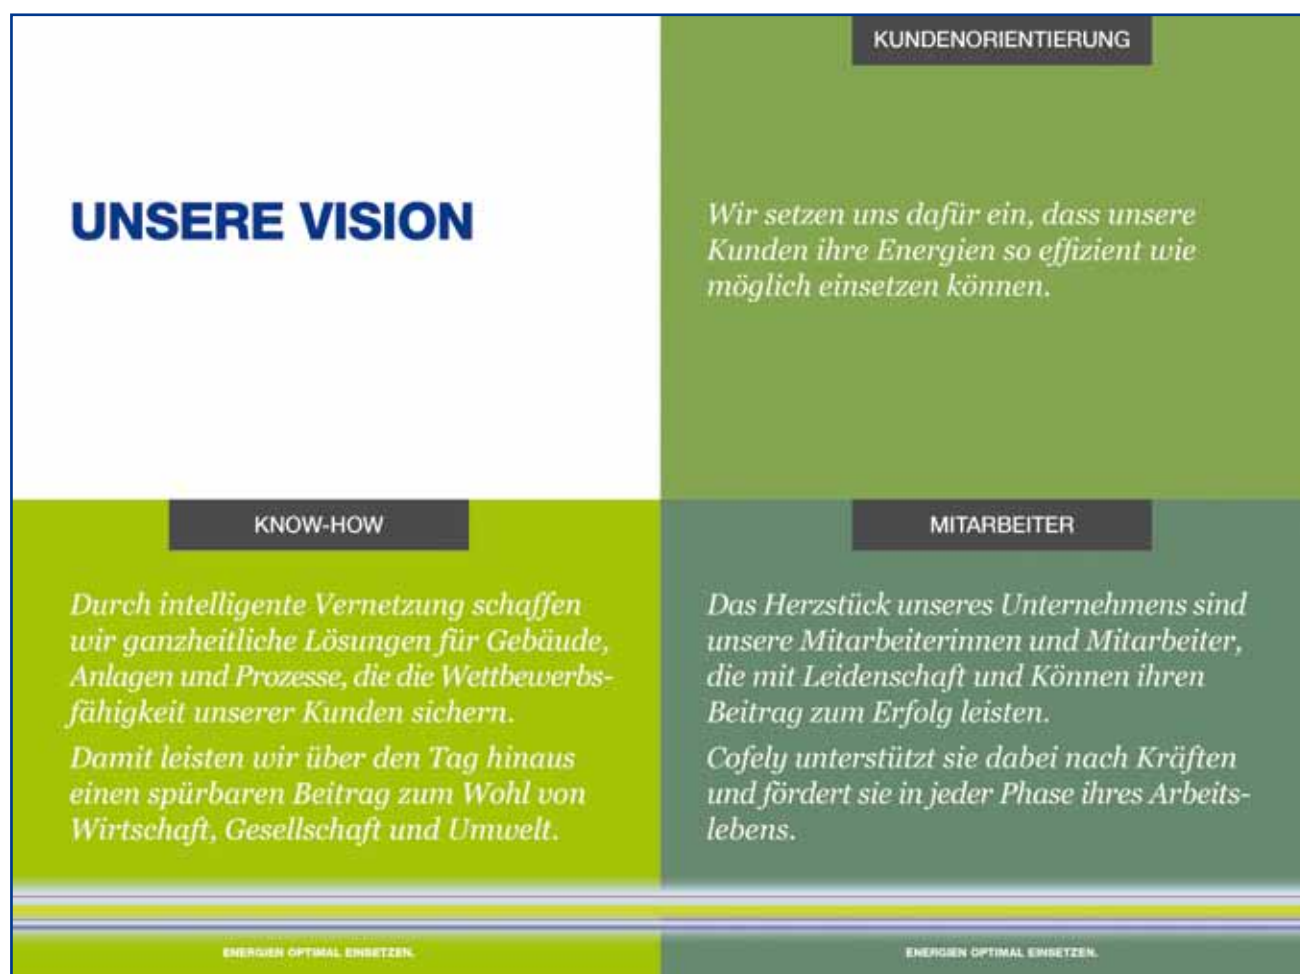 UNSERE VISION
KUNDENORIENTIERUNG
Wir setzen uns dafür ein, dass unsere
Kunden ihre Energien so effizient wie
möglich einsetzen können.
KNOW-HOW
Durch intelligente Vernetzung schaffen
wir ganzheitliche Lösungen für Gebäude,
Anlagen und Prozesse, die die Wettbewerbs-
fähigkeit unserer Kunden sichern.
Damit leisten wir über den Tag hinaus
einen spürbaren Beitrag zum Wohl von
Wirtschaft, Gesellschaft und Umwelt.
ENERGIEN OPTIMAL EINSETZEN.
MITARBEITER
Das Herzstück unseres Unternehmens sind
unsere Mitarbeiterinnen und Mitarbeiter,
die mit Leidenschaft und Können ihren
Beitrag zum Erfolg leisten.
Cofely unterstützt sie dabei nach Kräften
und fördert sie in jeder Phase ihres Arbeits-
lebens.
ENERGIEN OPTIMAL EINSETZEN.